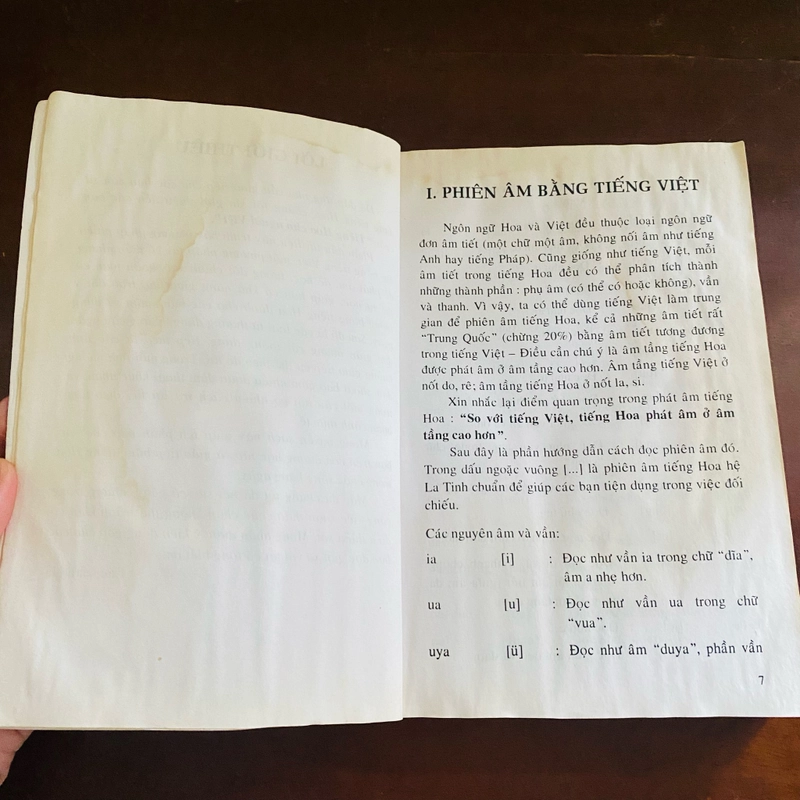 I. PHIÊN ÂM BẰNG TIẾNG VIỆT
Ngôn ngữ Hoa và Việt đều thuộc loại ngôn ngữ
đơn âm tiết (một chữ một âm, không nối âm như tiếng
Anh hay tiếng Pháp). Cũng giống như tiếng Việt, mỗi
âm tiết trong tiếng Hoa đều có thể phân tích thành
những thành phần : phụ âm (có thể có hoặc không), vần
và thanh. Vì vậy, ta có thể dùng tiếng Việt làm trung
gian để phiên âm tiếng Hoa, kể cả những âm tiết rất
“Trung Quốc” (chừng 20%) bằng âm tiết tương đương
trong tiếng Việt – Điều cần chú ý là âm tầng tiếng Hoa
được phát âm ở âm tầng cao hơn. Âm tầng tiếng Việt ở
nốt do, rê; âm tầng tiếng Hoa ở nốt la, si.
Xin nhắc lại điểm quan trọng trong phát âm tiếng
Hoa : “So với tiếng Việt, tiếng Hoa phát âm ở âm
tầng cao hơn”.
Sau đây là phần hướng dẫn cách đọc phiên âm đó.
Trong dấu ngoặc vuông [...] là phiên âm tiếng Hoa hệ
La Tinh chuẩn để giúp các bạn tiện dụng trong việc đối
chiếu.
Các nguyên âm và vần:
ia [i] : Đọc như vần ia trong chữ “dĩa”,
âm a nhẹ hơn.
ua [u] : Đọc như vần ua trong chữ
“vua”.
uya [ü] : Đọc như âm “duya”, phần vần
7